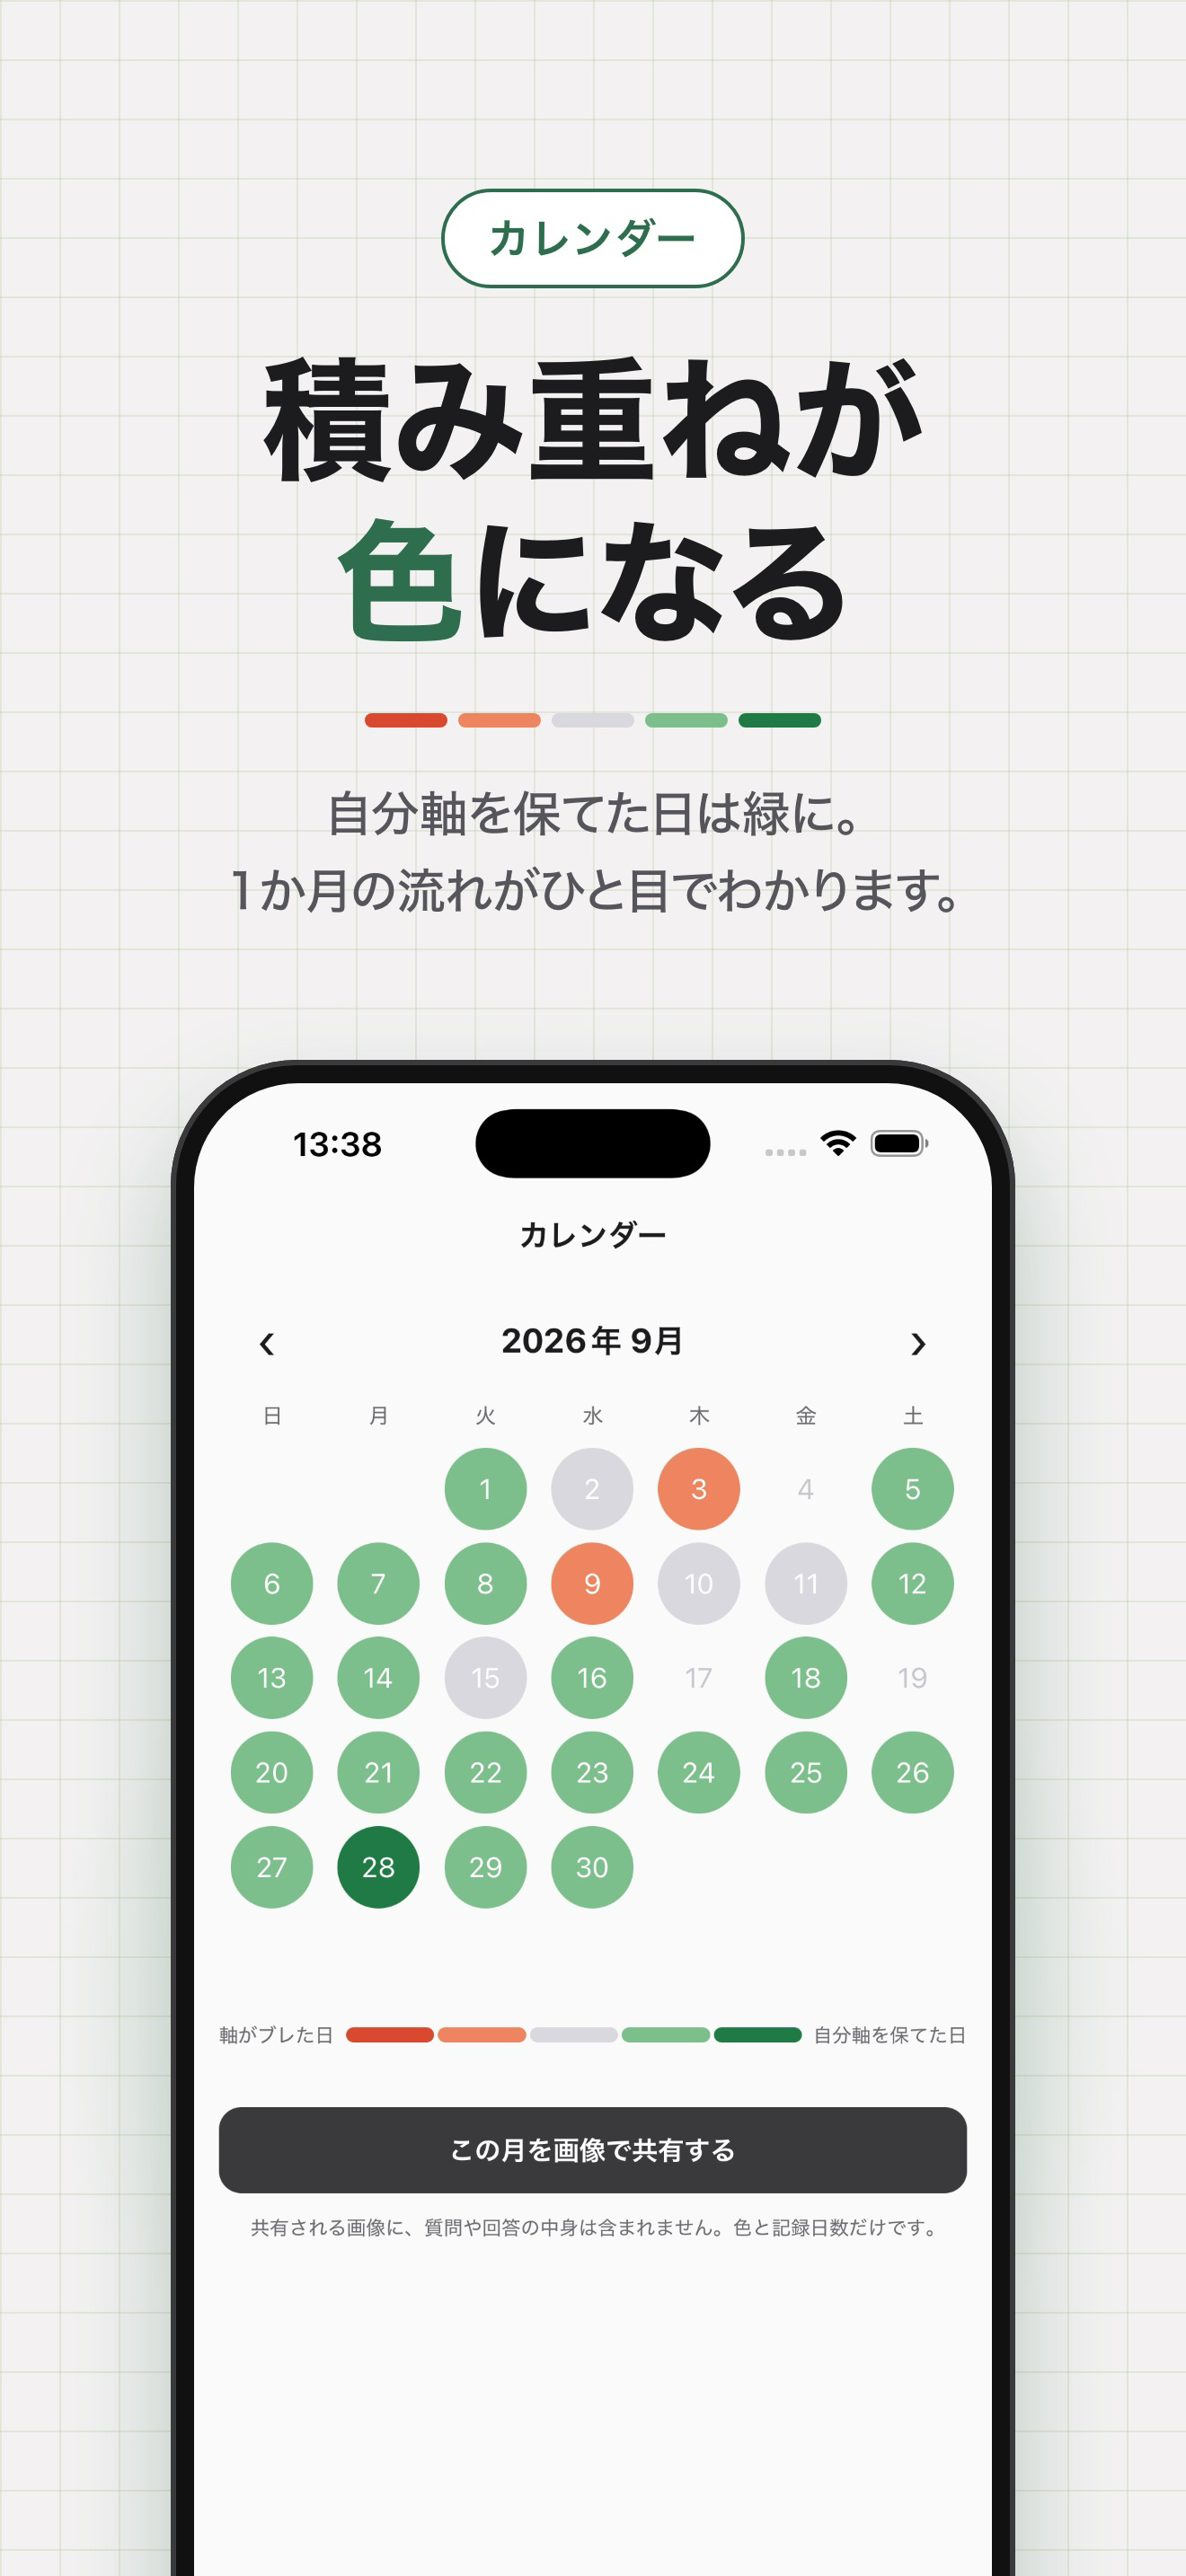 カレンダー
積み重ねが
色になる
自分軸を保てた日は緑に。
1か月の流れがひと目でわかります。
13:38
カレンダー
‹ 2026年 9月 ›
日 月 火 水 木 金 土
1 2 3 4 5
6 7 8 9 10 11 12
13 14 15 16 17 18 19
20 21 22 23 24 25 26
27 28 29 30
軸がブレた日 自分軸を保てた日
この月を画像で共有する
共有される画像に、質問や回答の中身は含まれません。色と記録日数だけです。